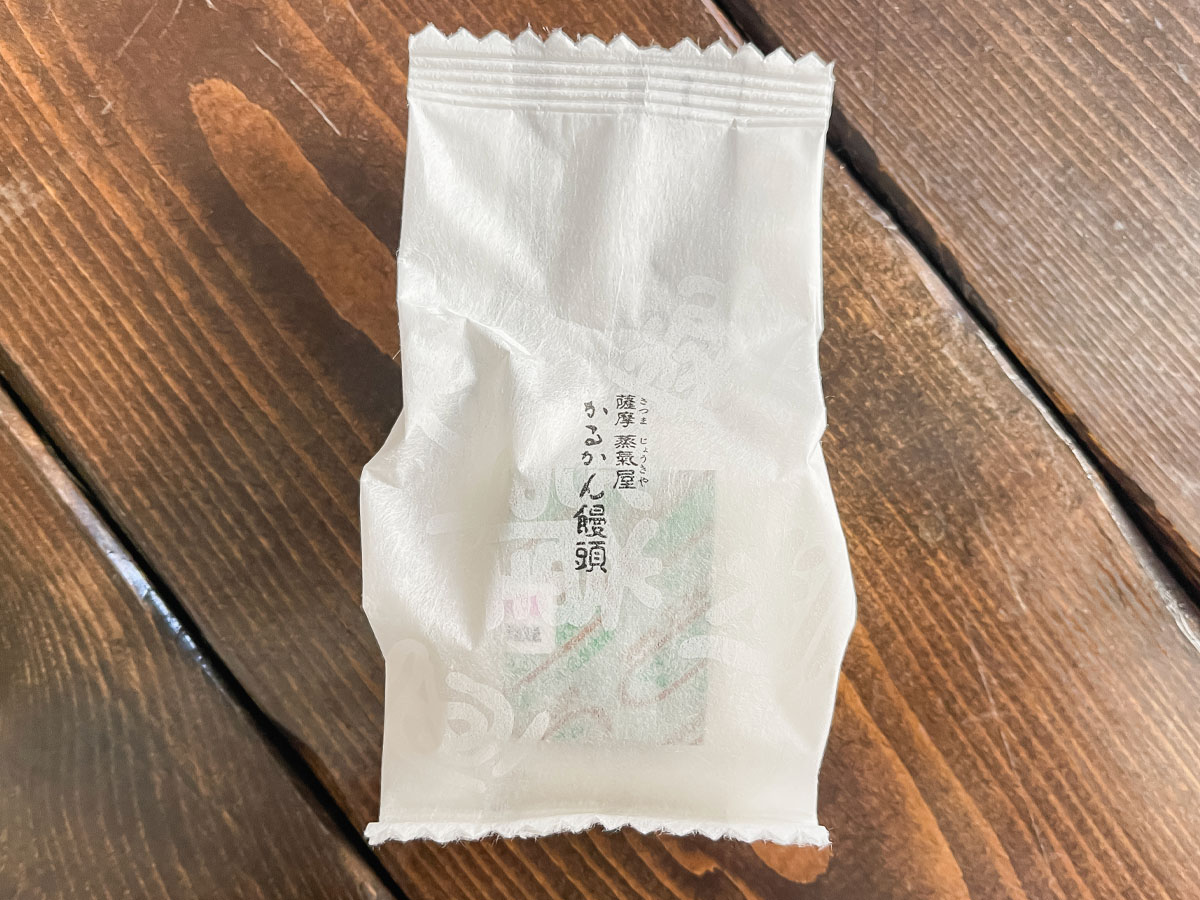 薩摩 蒸氣屋
さつま じょうきや
かるかん饅頭